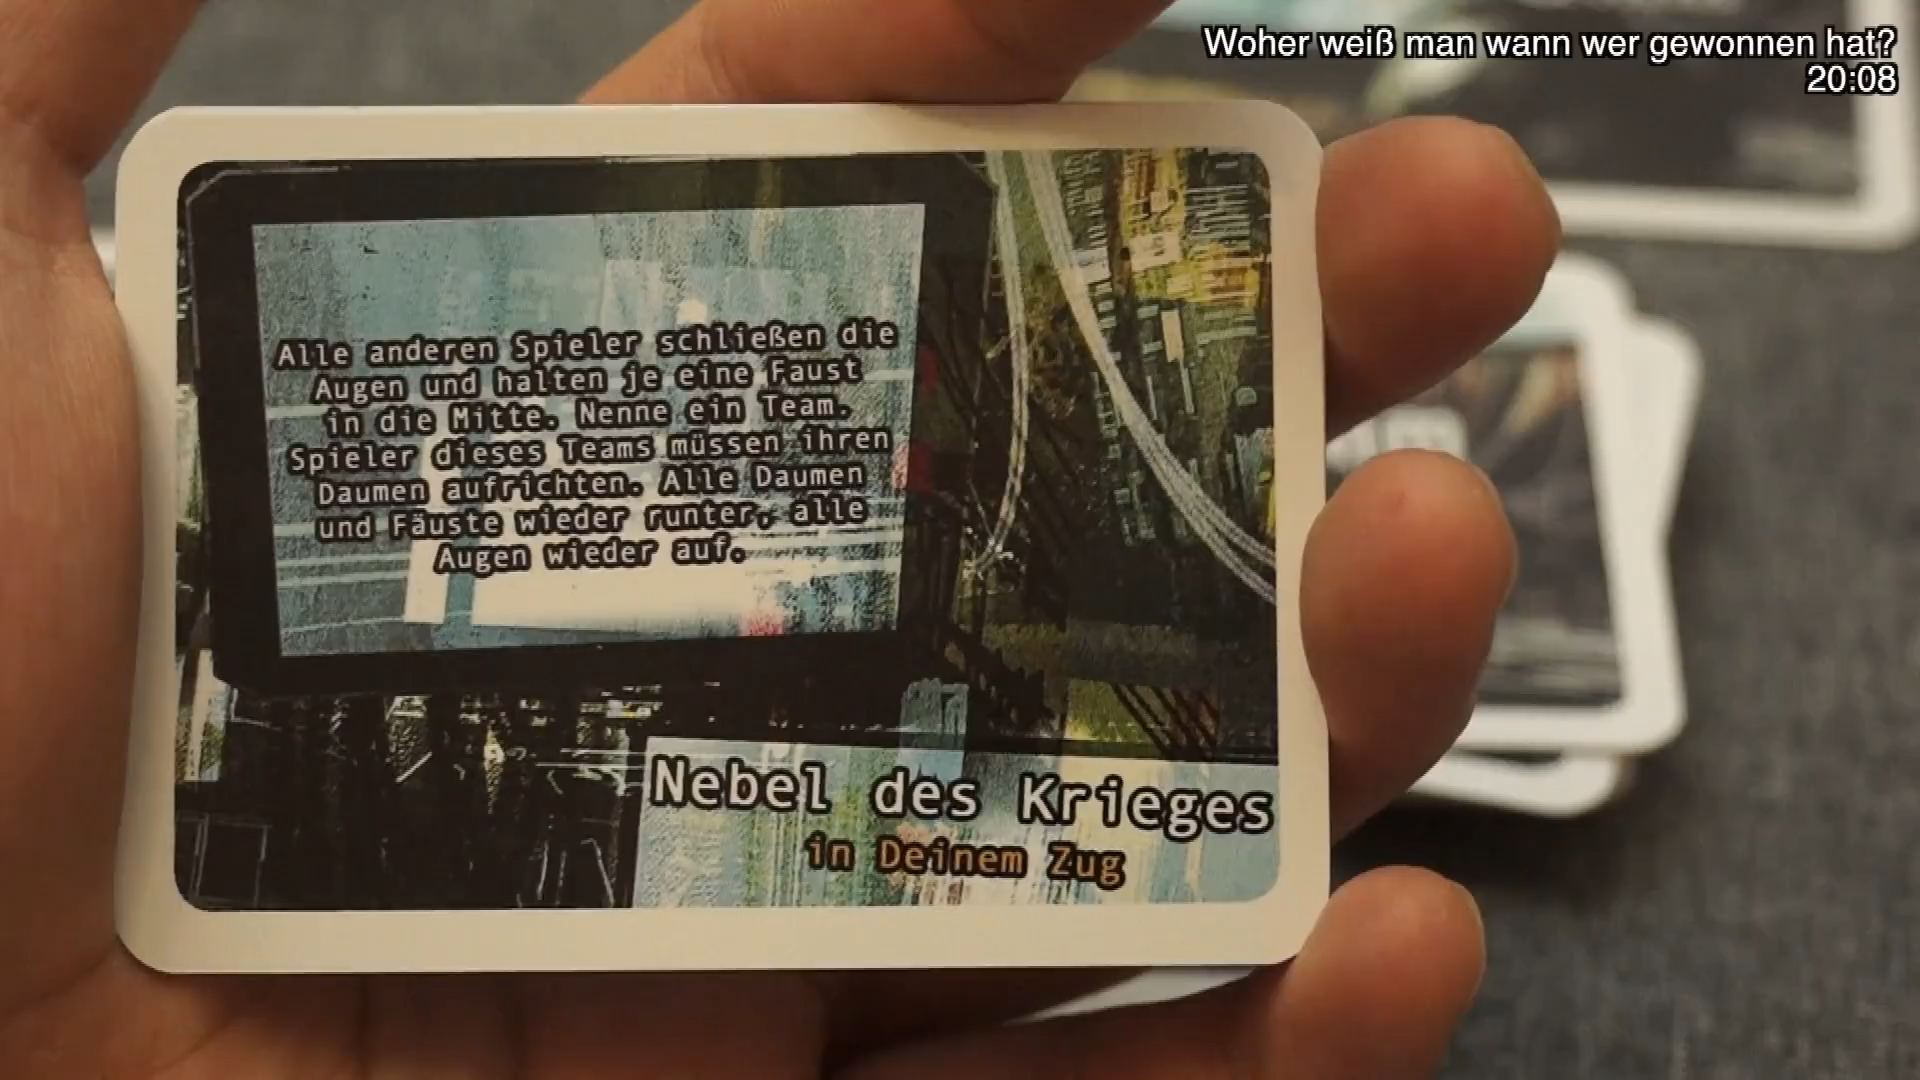 Woher weiß man wann wer gewonnen hat?
20:08
Alle anderen Spieler schließen die
Augen und halten je eine Faust
in die Mitte. Nenne ein Team.
Spieler dieses Teams müssen ihren
Daumen aufrichten. Alle Daumen
und Fäuste wieder runter, alle
Augen wieder auf.
Nebel des Krieges
in Deinem Zug